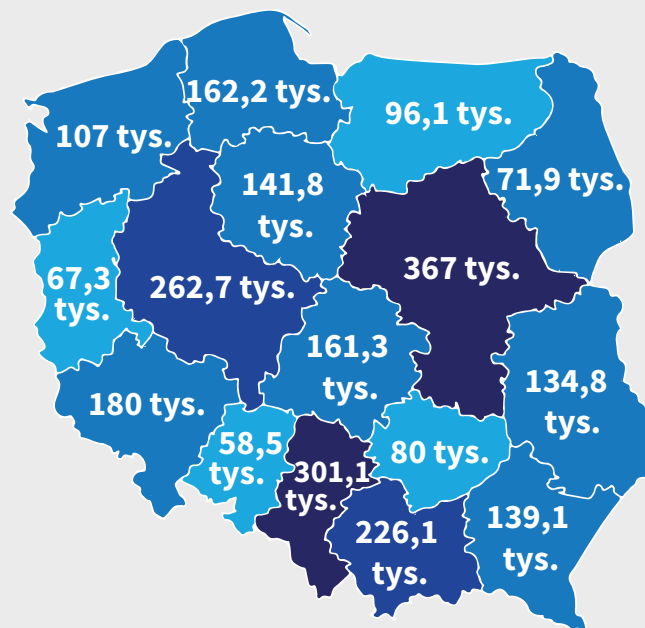 162,2 tys.
96,1 tys.
107 tys.
141,8
tys.
71,9 tys.
367 tys.
67,3
tys.
262,7 tys.
161,3
tys.
134,8
tys.
180 tys.
58,5
tys.
80 tys.
301,1
tys.
139,1
tys.
226,1
tys.